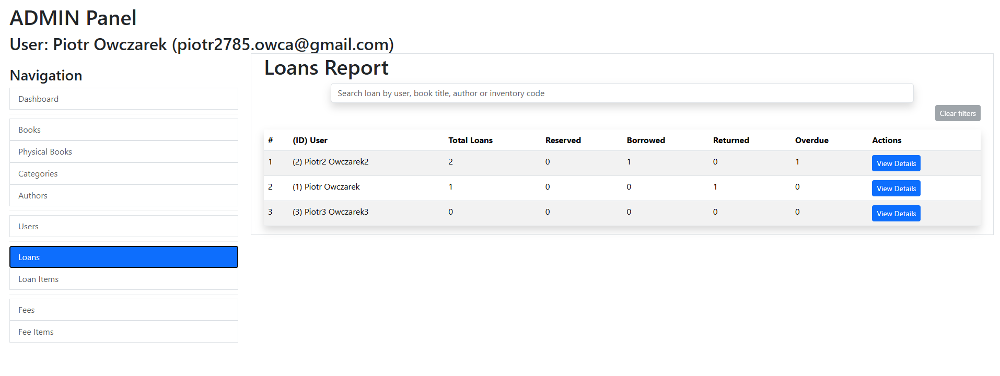 ADMIN Panel
User: Piotr Owczarek (piotr2785.owca@gmail.com)
Navigation
Dashboard
Books
Physical Books
Categories
Authors
Users
Loans
Loan Items
Fees
Fee Items
Loans Report
Search loan by user, book title, author or inventory code
Clear filters
# (ID) User Total Loans Reserved Borrowed Returned Overdue Actions
1 (2) Piotr2 Owczarek2 2 0 1 0 1 View Details
2 (1) Piotr Owczarek 1 0 0 1 0 View Details
3 (3) Piotr3 Owczarek3 0 0 0 0 0 View Details